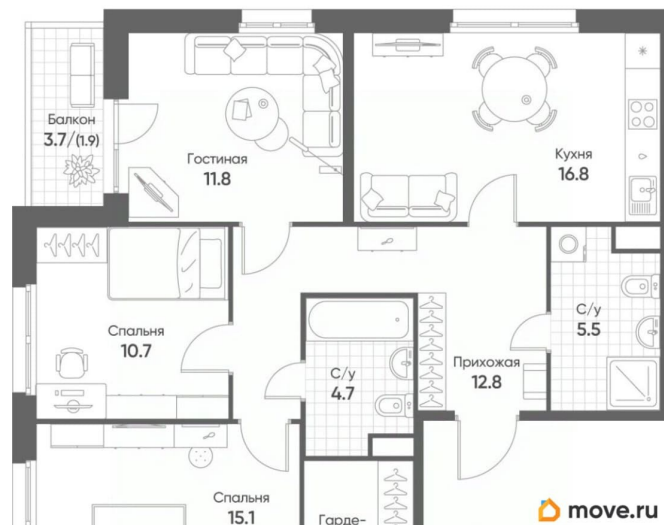 Балкон
3.7/(1.9)
Гостиная
11.8
Кухня
16.8
Спальня
10.7
С/у
4.7
Прихожая
12.8
С/у
5.5
Спальня
15.1
Гарде-
move.ru